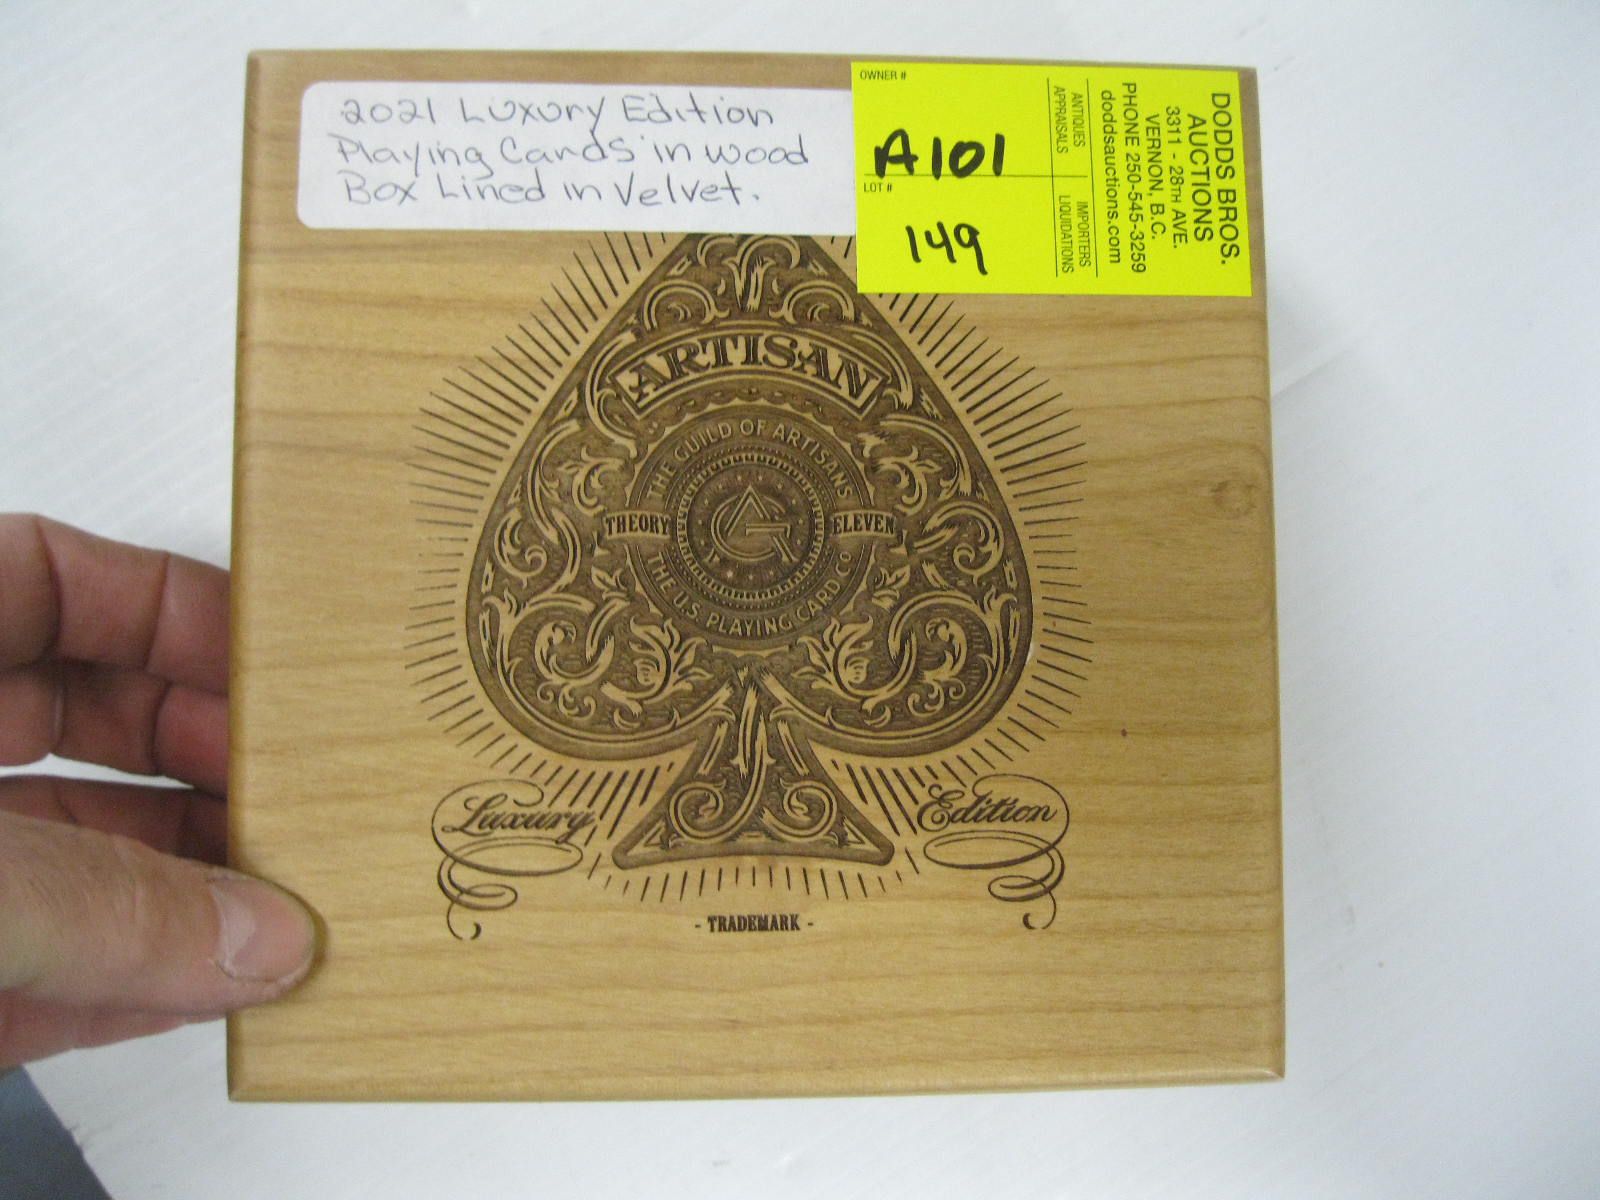 2021 Luxury Edition
Playing Cards in wood
Box Lined in Velvet.
OWNER #
A101
LOT #
149
ANTIQUES
APPRAISALS
IMPORTERS
LIQUIDATIONS
DODDS BROS.
AUCTIONS
3311 - 28TH AVE.
VERNON, B.C.
PHONE 250-545-3259
doddsauctions.com
ARTISAN
THE GUILD OF ARTISANS
THEORY
AG
ELEVEN
THE U.S. PLAYING CARD CO
Luxury
Edition
- TRADEMARK -